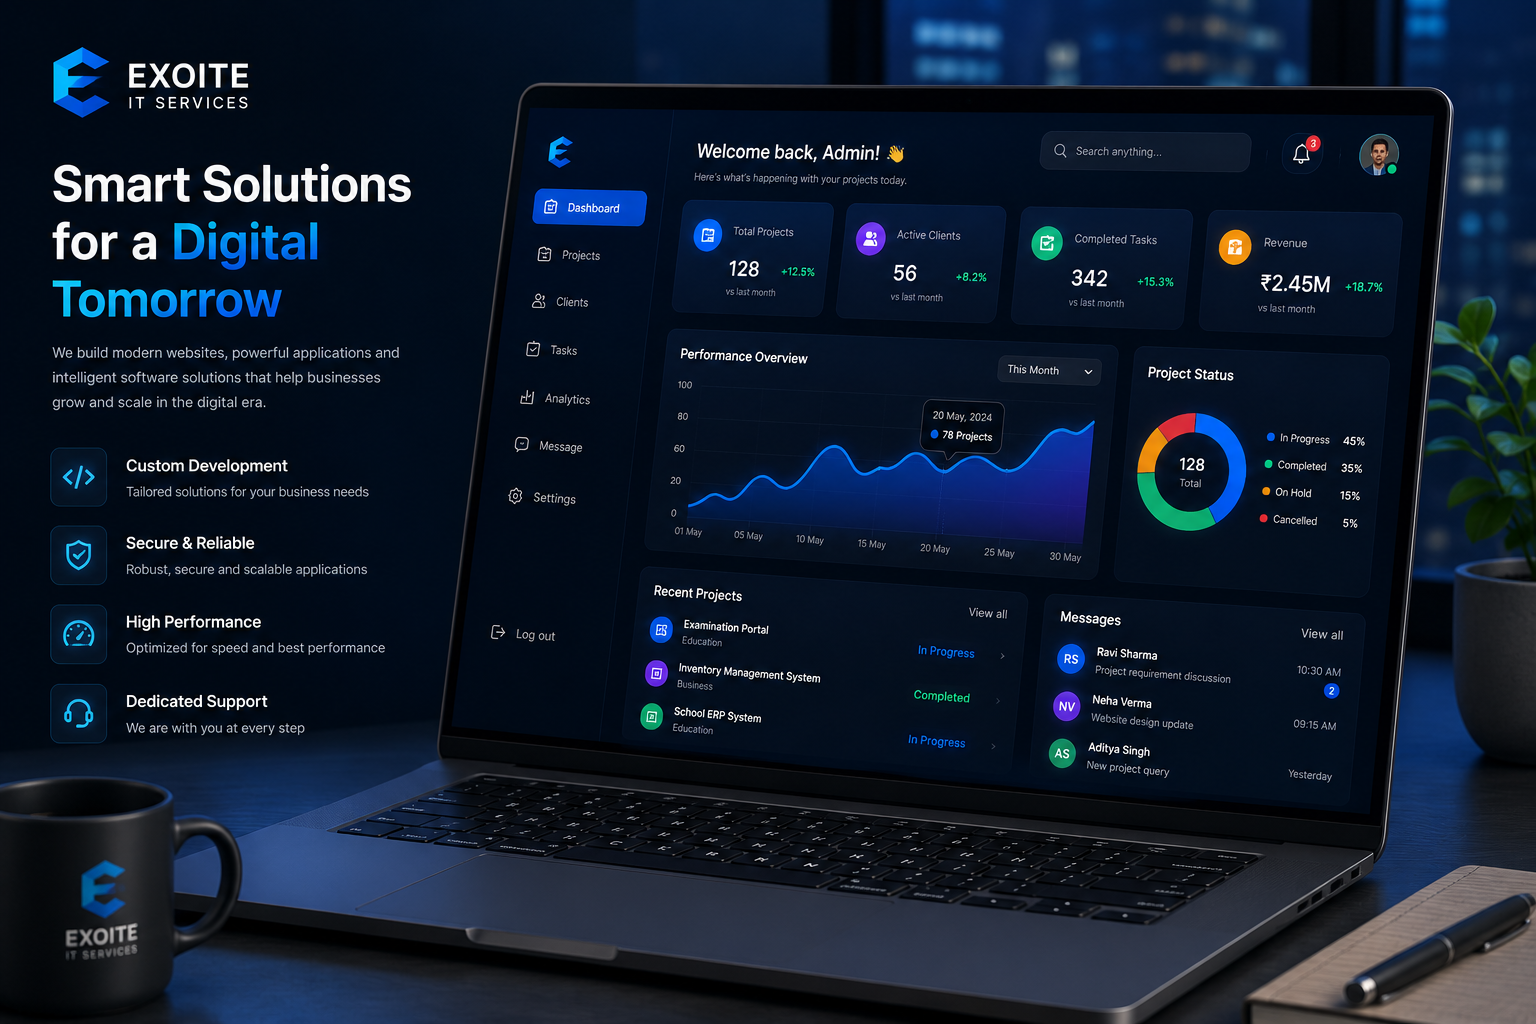 EXOITE
IT SERVICES
Smart Solutions
for a Digital
Tomorrow
We build modern websites, powerful applications and
intelligent software solutions that help businesses
grow and scale in the digital era.
Custom Development
Tailored solutions for your business needs
Secure & Reliable
Robust, secure and scalable applications
High Performance
Optimized for speed and best performance
Dedicated Support
We are with you at every step
Welcome back, Admin! 👋
Here's what's happening with your projects today.
Search anything...
3
Dashboard
Projects
Clients
Tasks
Analytics
Message
Settings
Log out
Total Projects
128 +12.5%
vs last month
Active Clients
56 +8.2%
vs last month
Completed Tasks
342 +15.3%
vs last month
Revenue
₹2.45M +18.7%
vs last month
Performance Overview
This Month
100
80
60
20
0
01 May 05 May 10 May 15 May 20 May 25 May 30 May
20 May, 2024
78 Projects
Project Status
128
Total
In Progress 45%
Completed 35%
On Hold 15%
Cancelled 5%
Recent Projects
View all
Examination Portal
Education
In Progress
Inventory Management System
Business
Completed
School ERP System
Education
In Progress
Messages
View all
RS
Ravi Sharma
Project requirement discussion
10:30 AM
2
NV
Neha Verma
Website design update
09:15 AM
AS
Aditya Singh
New project query
Yesterday
EXOITE
IT SERVICES